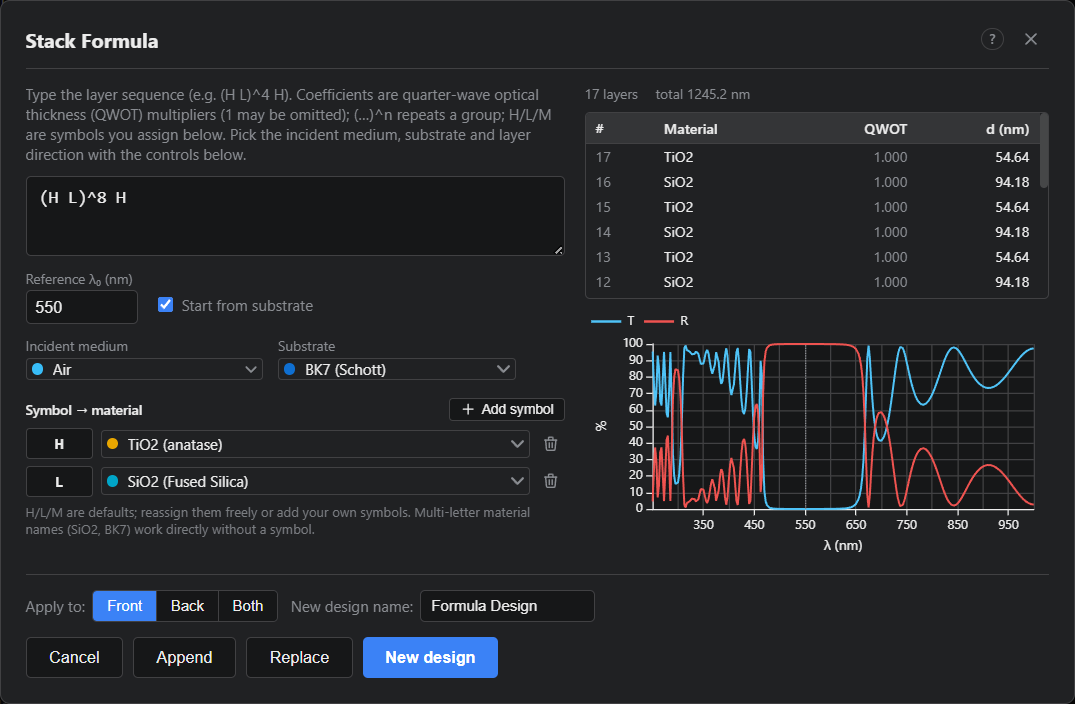 Stack Formula
?
Type the layer sequence (e.g. (H L)^4 H). Coefficients are quarter-wave optical
thickness (QWOT) multipliers (1 may be omitted); (...)^n repeats a group; H/L/M
are symbols you assign below. Pick the incident medium, substrate and layer
direction with the controls below.
(H L)^8 H
Reference λ₀ (nm)
550
Start from substrate
Incident medium
Substrate
Air
BK7 (Schott)
Symbol → material
+ Add symbol
H
TiO2 (anatase)
L
SiO2 (Fused Silica)
H/L/M are defaults; reassign them freely or add your own symbols. Multi-letter material
names (SiO2, BK7) work directly without a symbol.
17 layers total 1245.2 nm
# Material QWOT d (nm)
17 TiO2 1.000 54.64
16 SiO2 1.000 94.18
15 TiO2 1.000 54.64
14 SiO2 1.000 94.18
13 TiO2 1.000 54.64
12 SiO2 1.000 94.18
T R
100
90
80
70
60
50
40
30
20
10
0
%
350 450 550 650 750 850 950
λ (nm)
Apply to: Front Back Both New design name: Formula Design
Cancel Append Replace New design